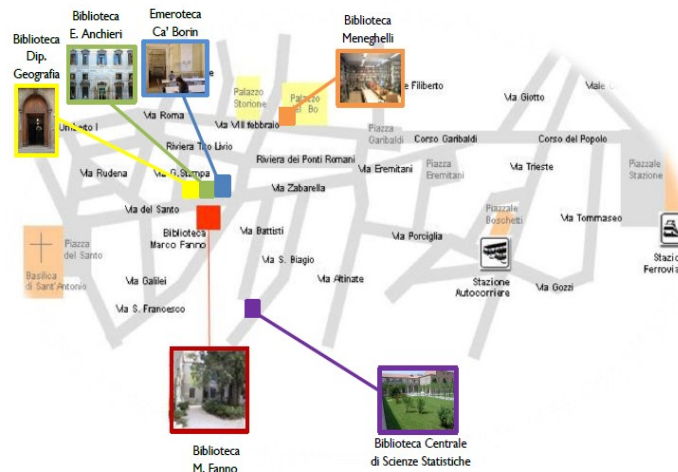 Biblioteca
Dip.
Geografia
Biblioteca
E. Anchieri
Emeroteca
Ca' Borin
Biblioteca
Meneghelli
Umberto I
Via Roma
Palazzo
Storione
Palazzo
Via VIII febbraio
Filiberto
Via Giotto
Riviera Tito Livio
Riviera dei Ponti Romani
Piazza
Garibaldi
Corso Garibaldi
Corso del Popolo
Via Rudena
Via G.Stampa
Via Zabarella
Via Eremitani
Piazza
Eremitani
Via Trieste
Piazzale
Stazione
Via del Santo
Biblioteca
Marco Fanno
Via Battisti
Via Porciglia
Piazzale
Boschetti
Via Tommaseo
Piazza
del Santo
Basilica
di Sant'Antonio
Via Galilei
Via S. Francesco
Via S. Biagio
Via Altinate
Stazione
Autocorriere
Via Gozzi
Biblioteca
M. Fanno
Biblioteca Centrale
di Scienze Statistiche